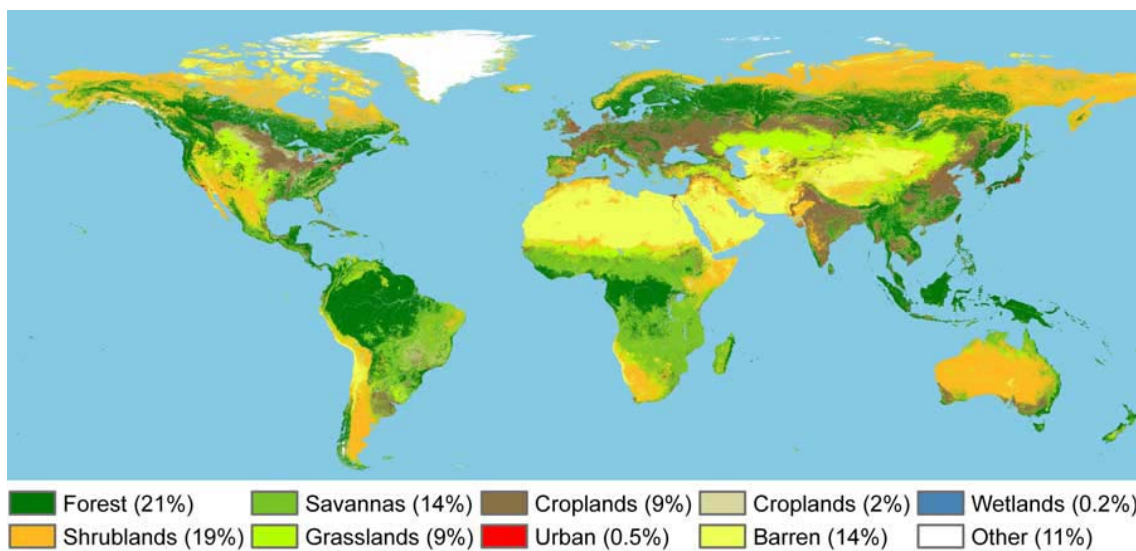 Forest (21%) Savannas (14%) Croplands (9%) Croplands (2%) Wetlands (0.2%)
Shrublands (19%) Grasslands (9%) Urban (0.5%) Barren (14%) Other (11%)